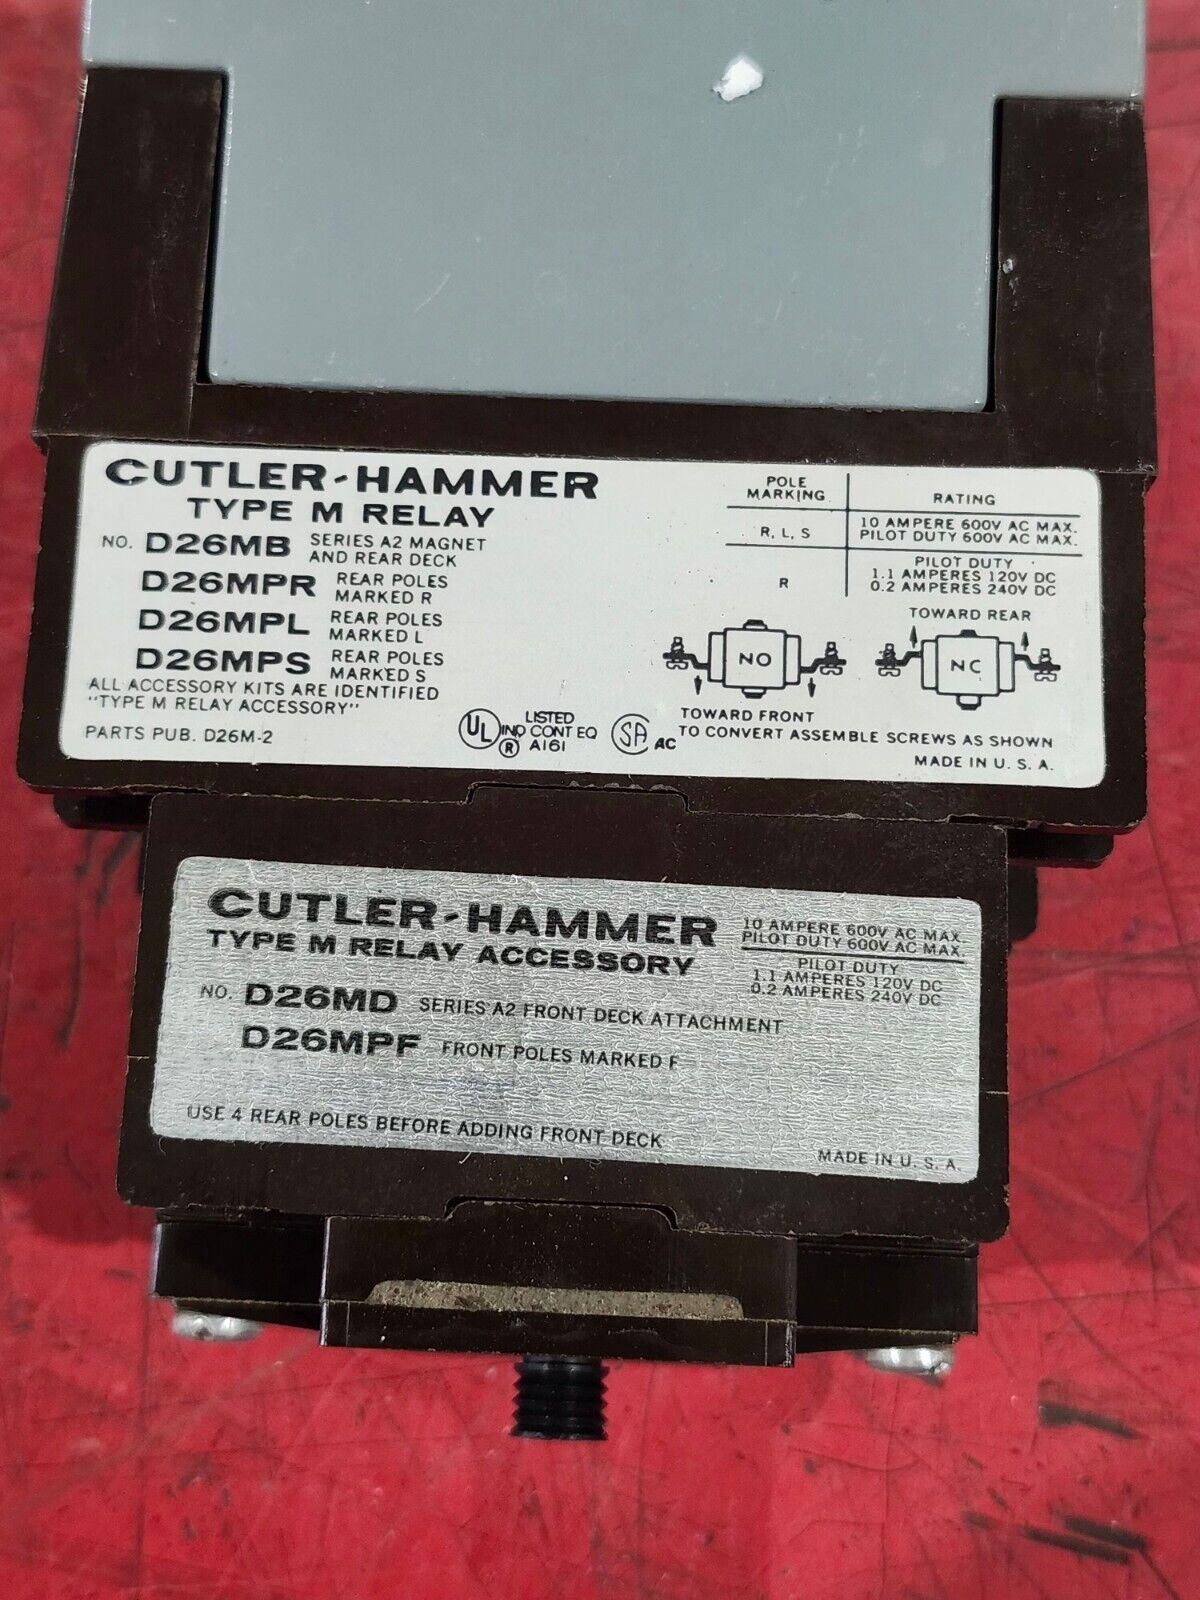 CUTLER-HAMMER
TYPE M RELAY
NO. D26MB SERIES A2 MAGNET
AND REAR DECK
D26MPR REAR POLES
MARKED R
D26MPL REAR POLES
MARKED L
D26MPS REAR POLES
MARKED S
ALL ACCESSORY KITS ARE IDENTIFIED
"TYPE M RELAY ACCESSORY"
PARTS PUB. D26M-2
UL ® LISTED
IND CONT EQ
A161
SA AC
POLE
MARKING
RATING
R, L, S
10 AMPERE 600V AC MAX.
PILOT DUTY 600V AC MAX.
R
PILOT DUTY
1.1 AMPERES 120V DC
0.2 AMPERES 240V DC
TOWARD REAR
NO
NC
TOWARD FRONT
TO CONVERT ASSEMBLE SCREWS AS SHOWN
MADE IN U. S. A.
CUTLER-HAMMER
TYPE M RELAY ACCESSORY
NO. D26MD SERIES A2 FRONT DECK ATTACHMENT
D26MPF FRONT POLES MARKED F
10 AMPERE 600V AC MAX.
PILOT DUTY 600V AC MAX.
PILOT DUTY
1.1 AMPERES 120V DC
0.2 AMPERES 240V DC
USE 4 REAR POLES BEFORE ADDING FRONT DECK
MADE IN U. S. A.